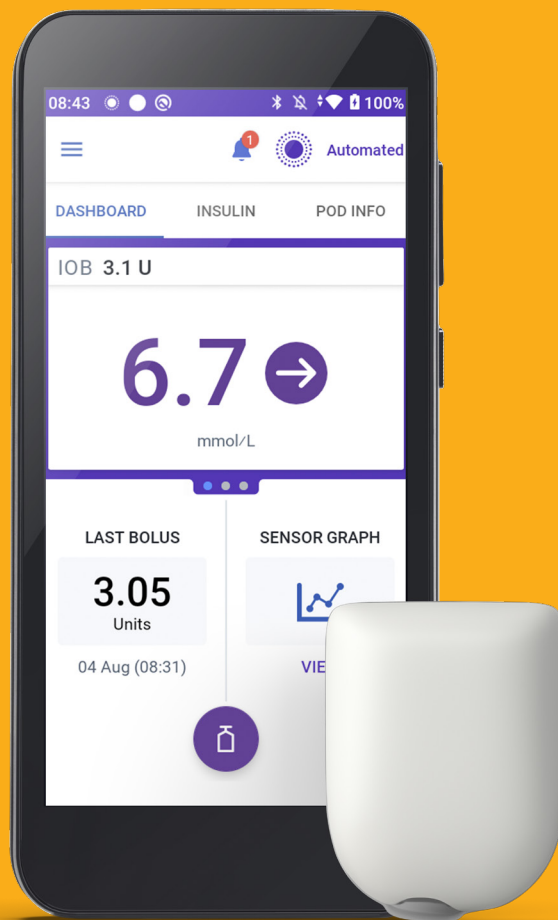 08:43 100%
1 Automated
DASHBOARD INSULIN POD INFO
IOB 3.1 U
6.7
mmol/L
LAST BOLUS SENSOR GRAPH
3.05
Units
04 Aug (08:31)